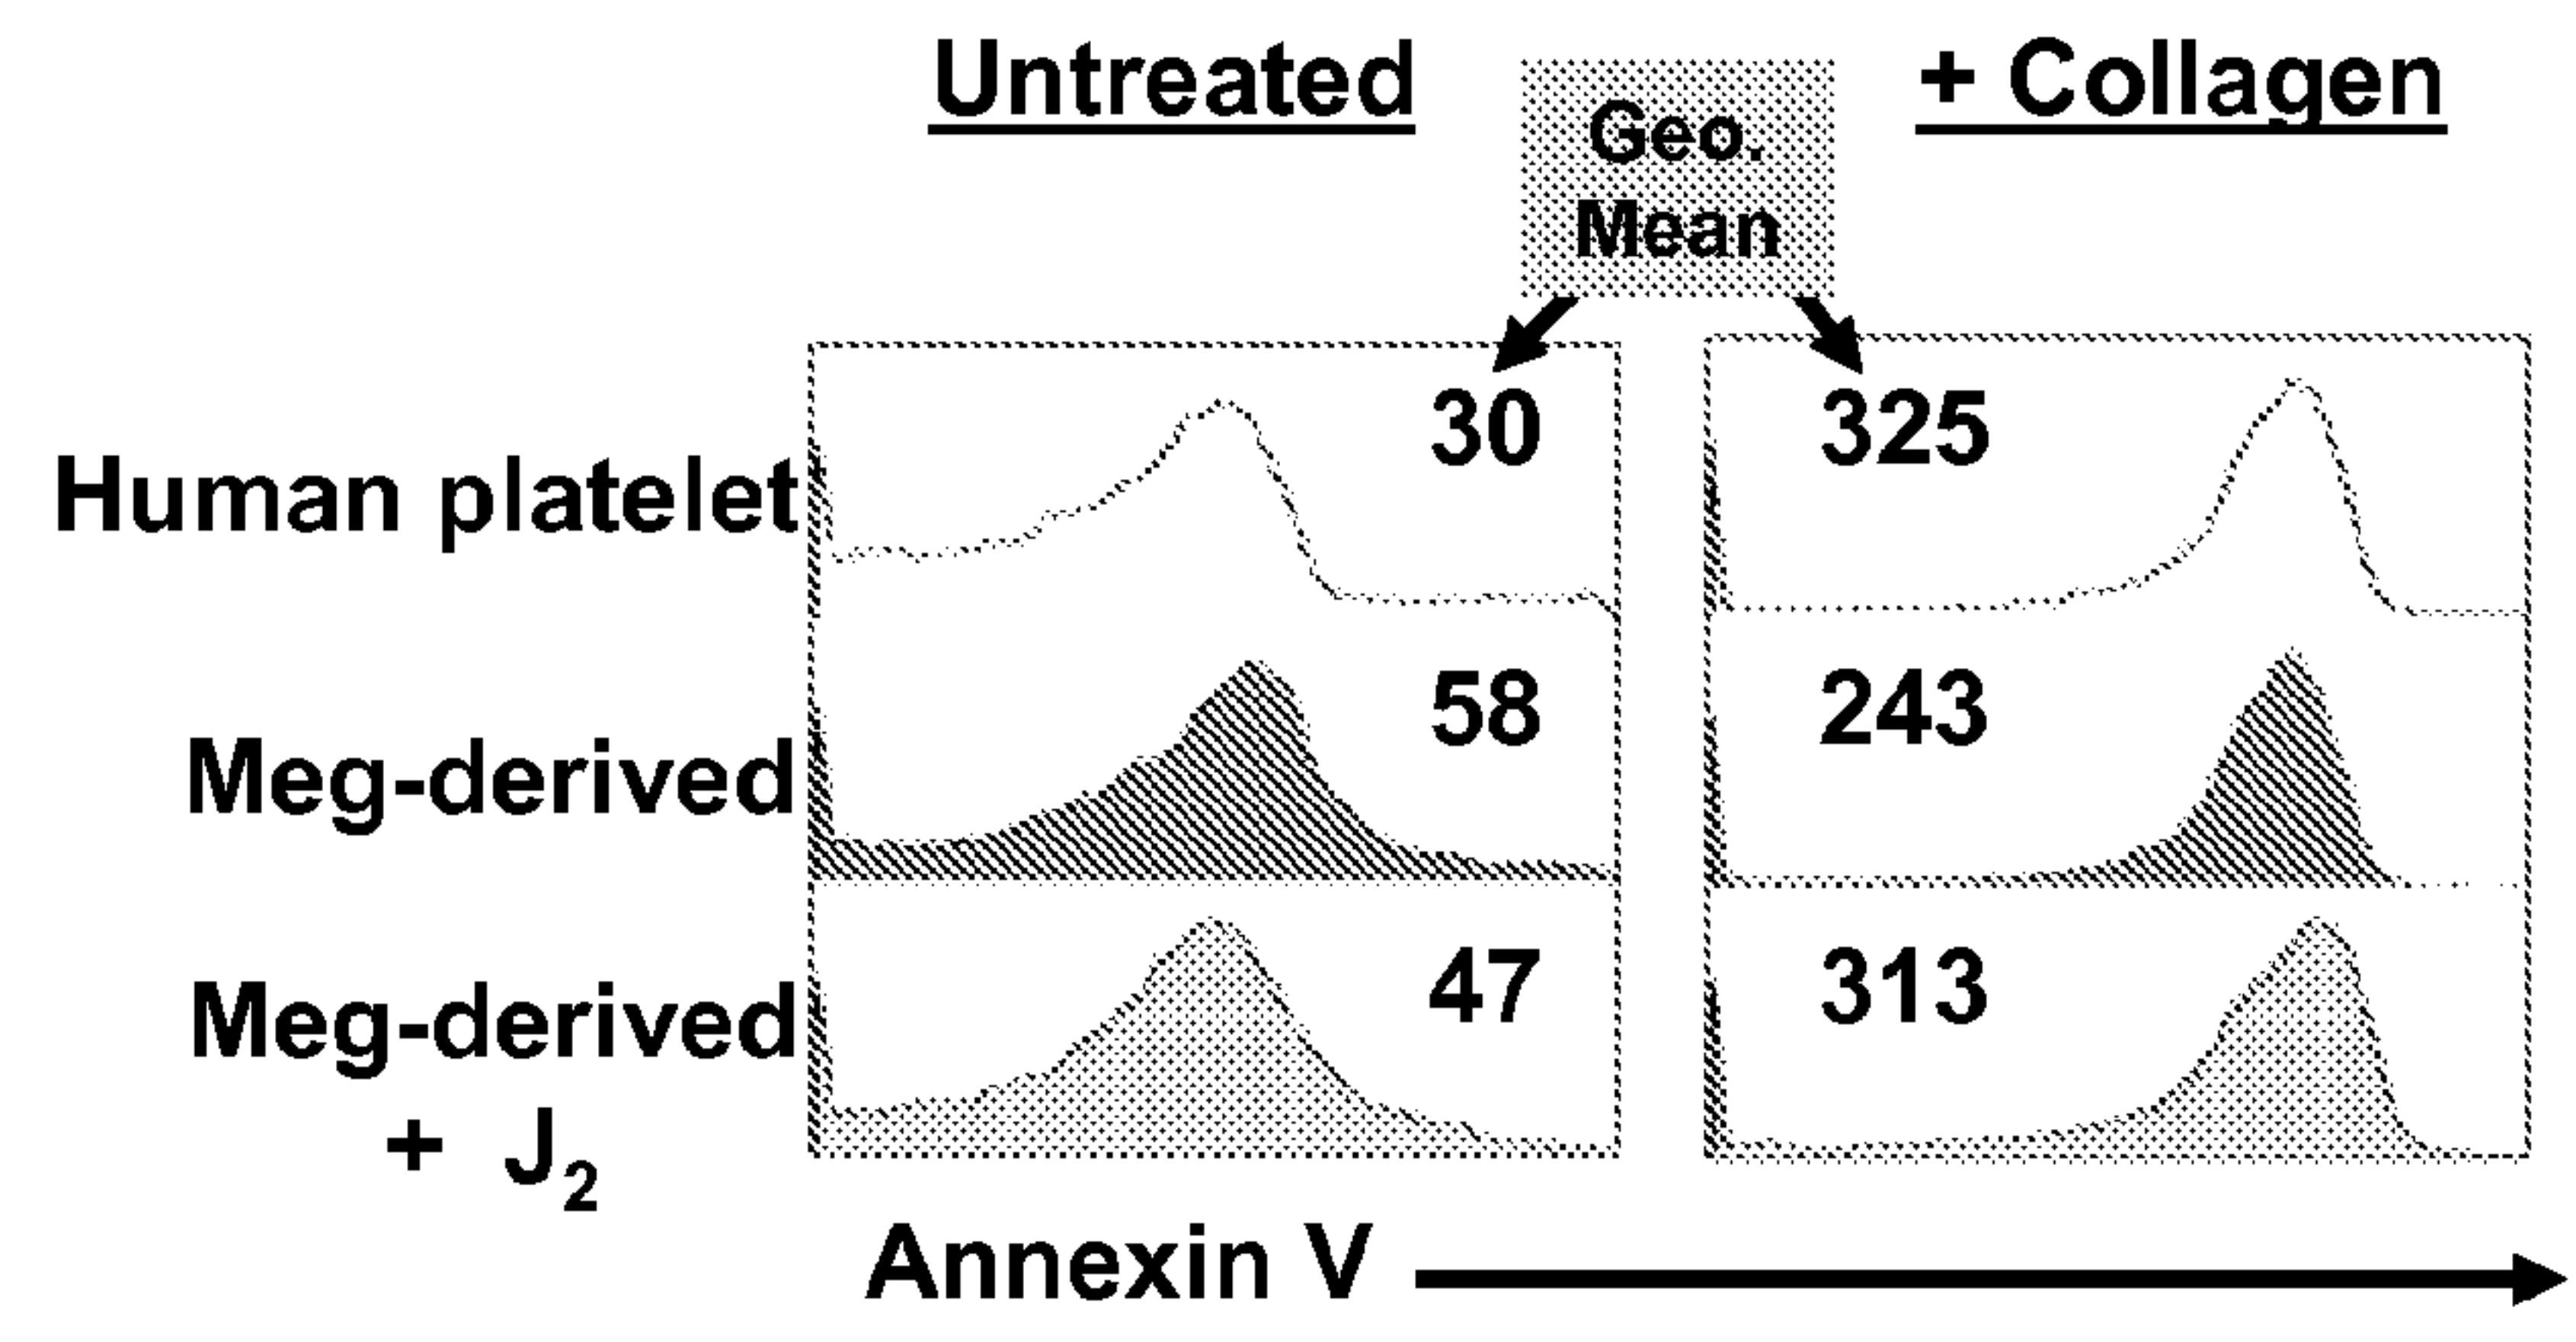 Untreated
Geo.
Mean
+ Collagen
Human platelet
30
325
Meg-derived
58
243
Meg-derived
+ J₂
47
313
Annexin V